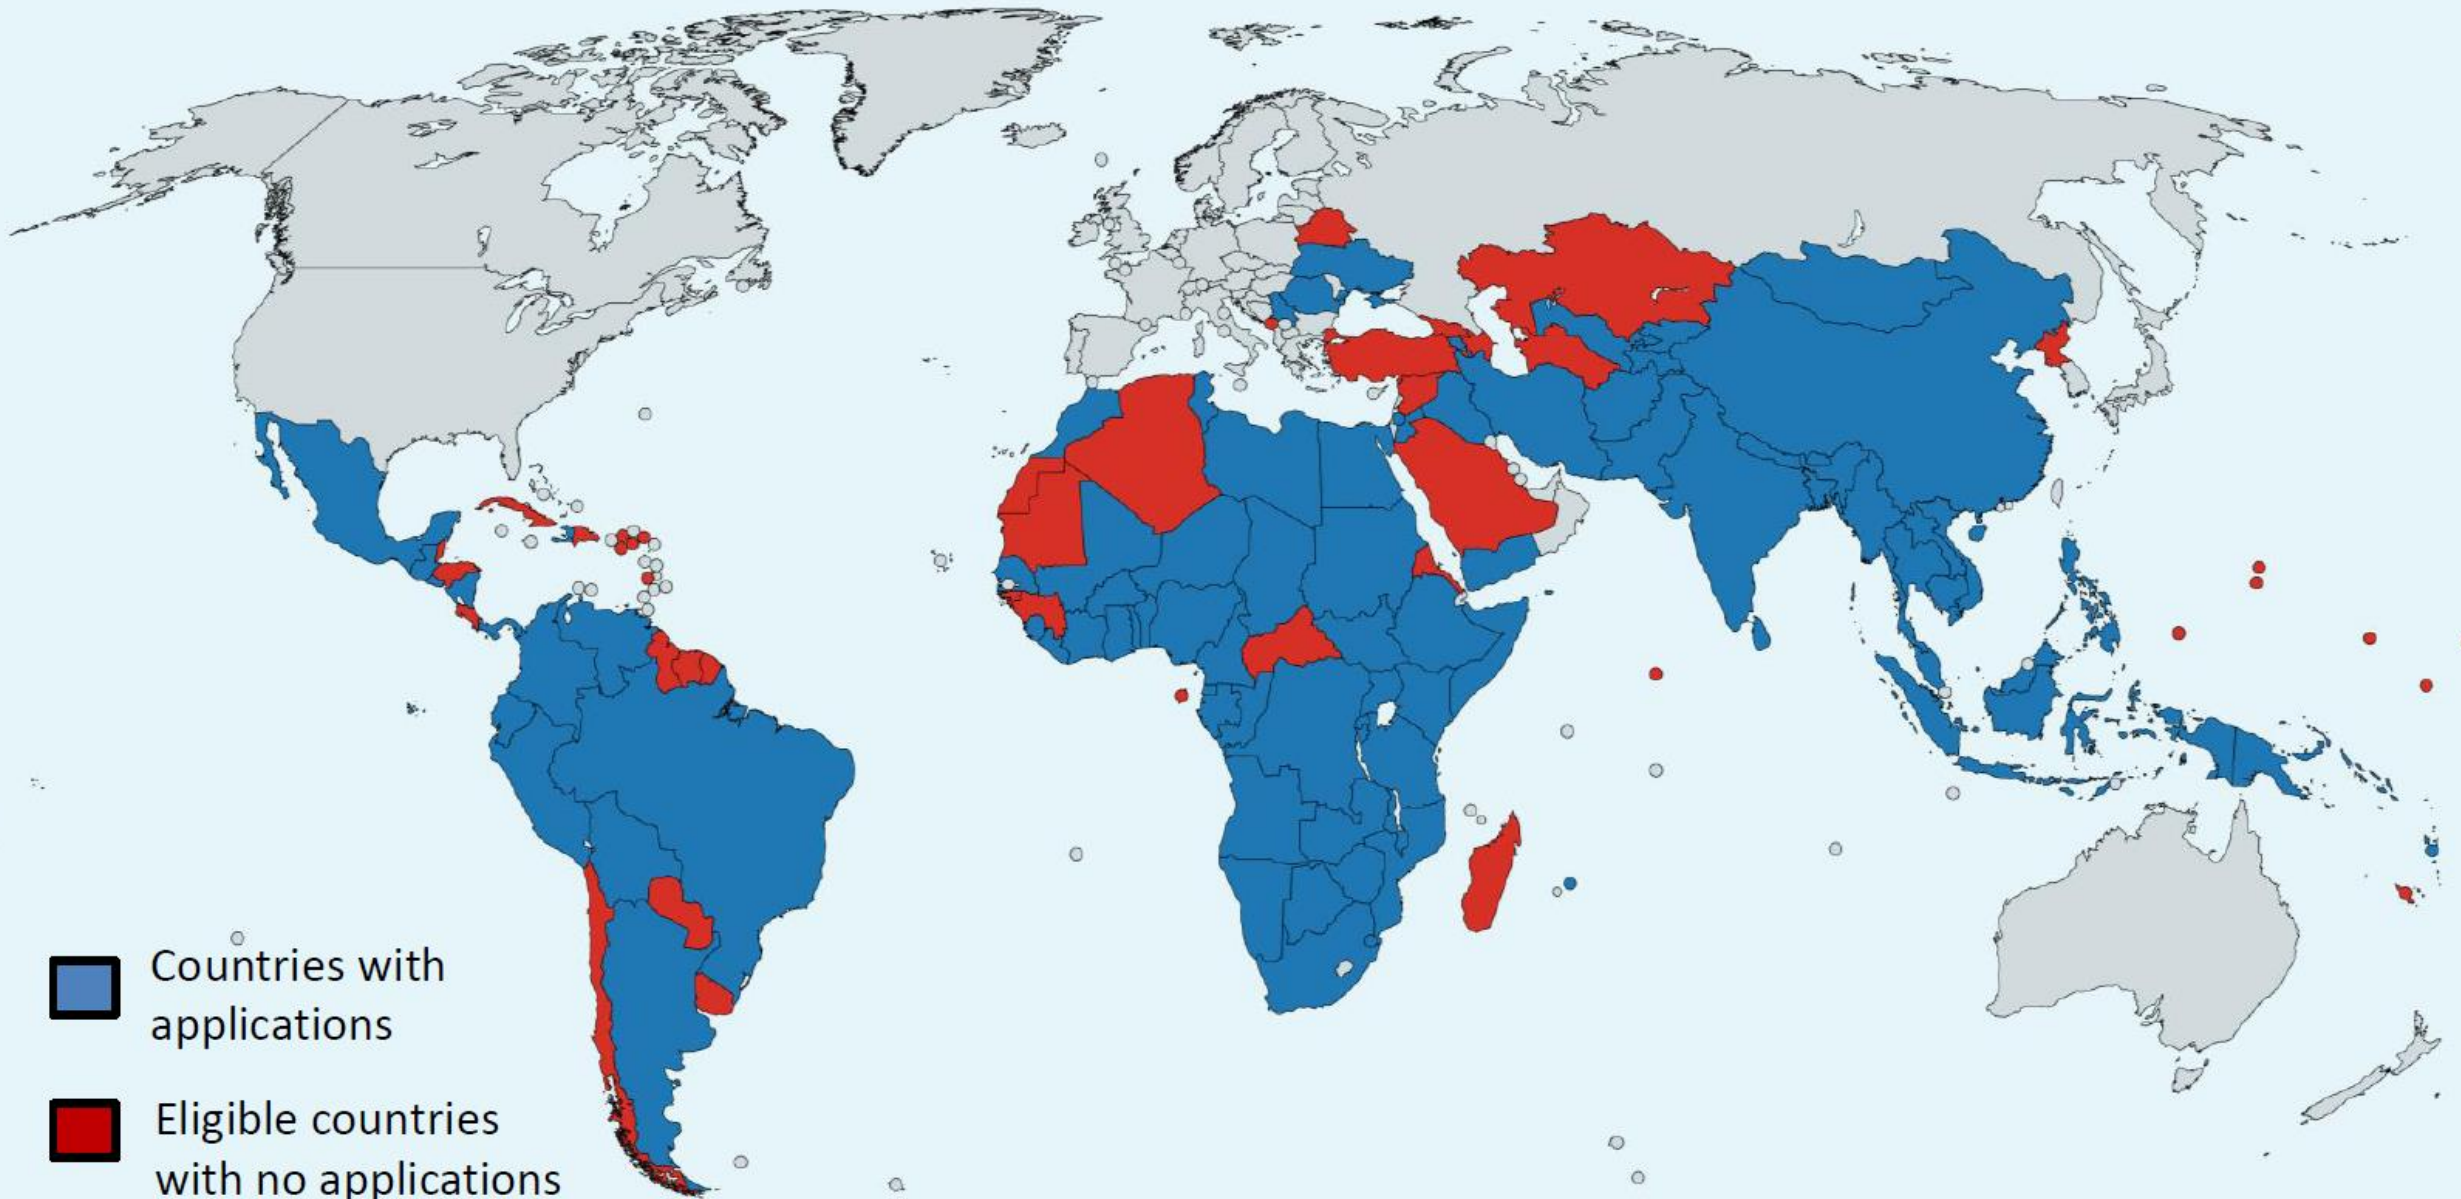 Countries with
applications
Eligible countries
with no applications